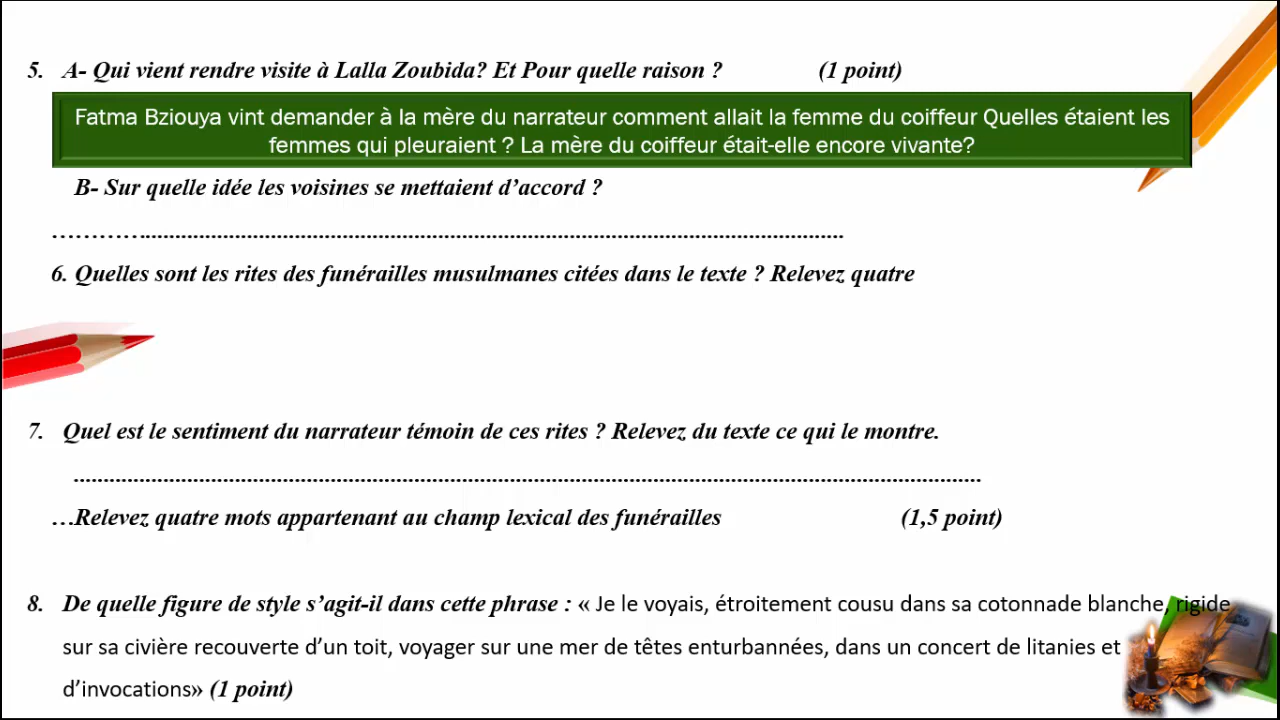 5. A- Qui vient rendre visite à Lalla Zoubida? Et Pour quelle raison ? (1 point)
Fatma Bziouya vint demander à la mère du narrateur comment allait la femme du coiffeur Quelles étaient les
femmes qui pleuraient ? La mère du coiffeur était-elle encore vivante?
B- Sur quelle idée les voisines se mettaient d’accord ?
…………........................................................................................................................
6. Quelles sont les rites des funérailles musulmanes citées dans le texte ? Relevez quatre
7. Quel est le sentiment du narrateur témoin de ces rites ? Relevez du texte ce qui le montre.
........................................................................................................................................................
…Relevez quatre mots appartenant au champ lexical des funérailles (1,5 point)
8. De quelle figure de style s’agit-il dans cette phrase : « Je le voyais, étroitement cousu dans sa cotonnade blanche, rigide
sur sa civière recouverte d’un toit, voyager sur une mer de têtes enturbannées, dans un concert de litanies et
d’invocations» (1 point)